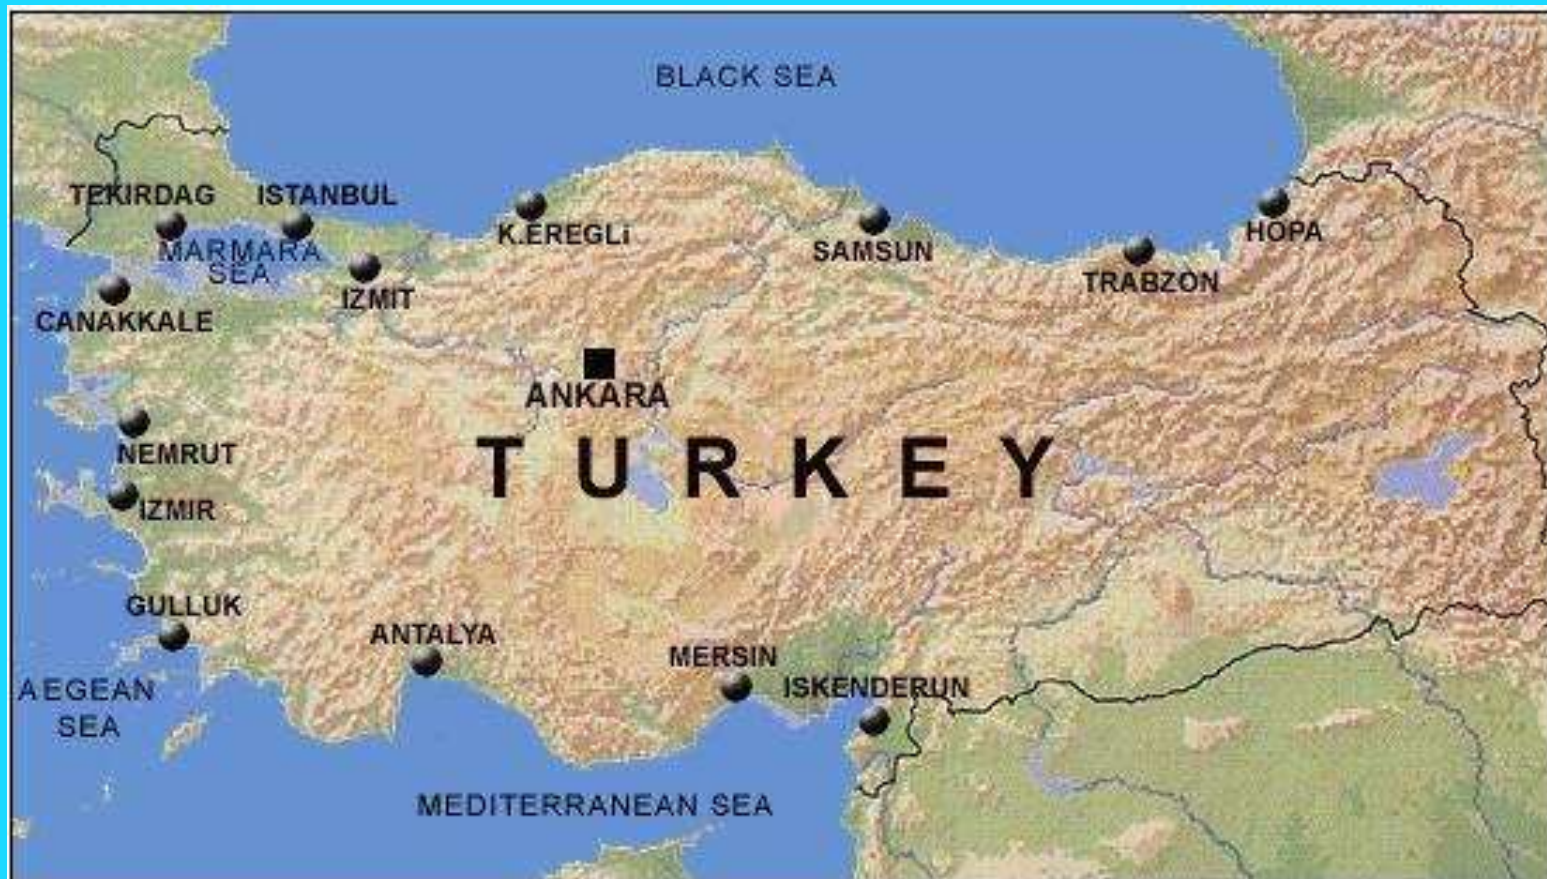 BLACK SEA
TEKIRDAG
ISTANBUL
K.EREGLi
HOPA
MARMARA
SEA
SAMSUN
TRABZON
IZMIT
CANAKKALE
ANKARA
NEMRUT
TURKEY
IZMIR
GULLUK
ANTALYA
MERSIN
ISKENDERUN
AEGEAN
SEA
MEDITERRANEAN SEA